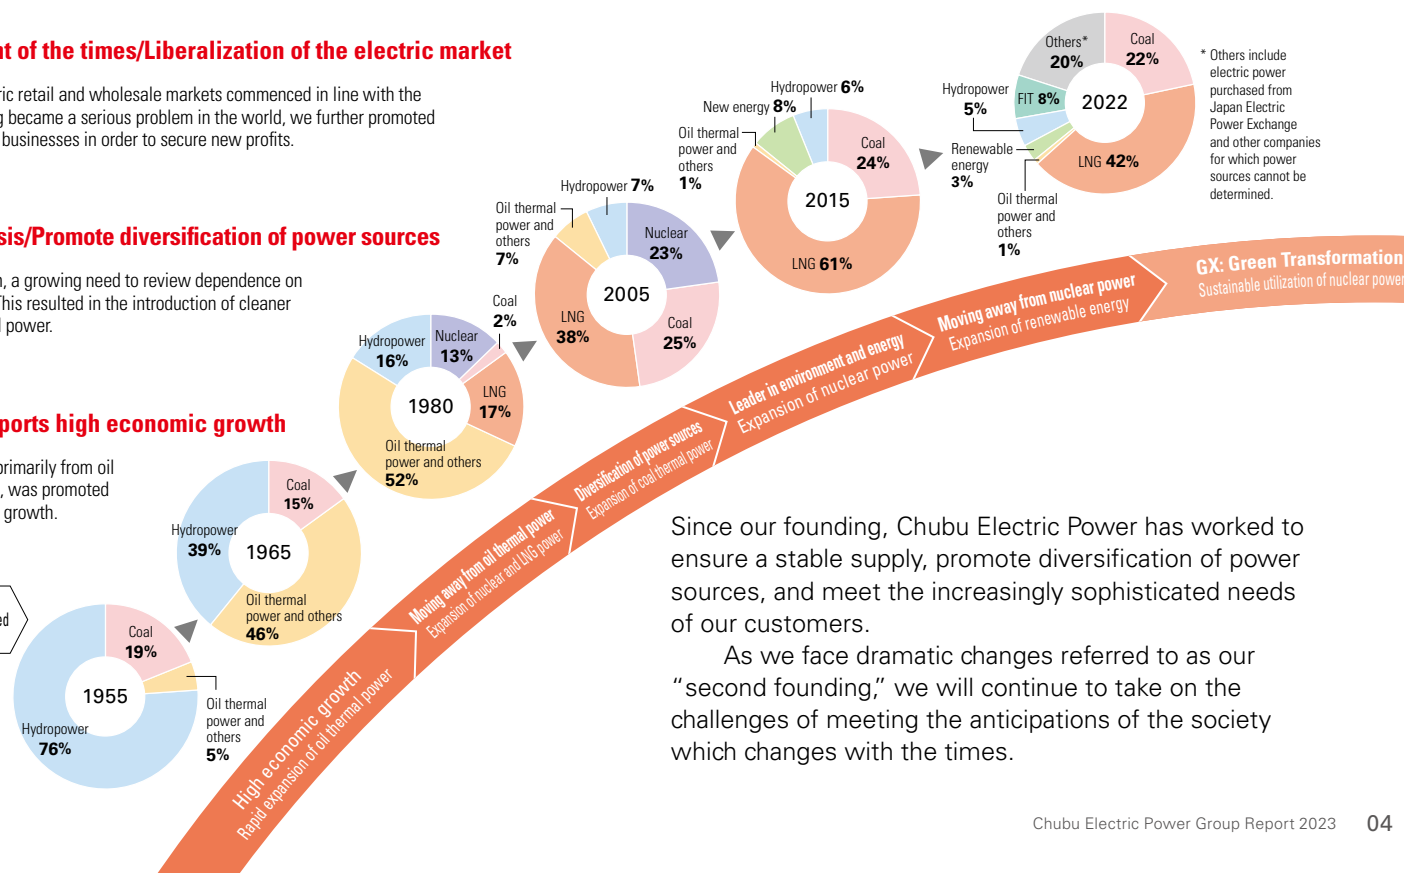 nt of the times/Liberalization of the electric market
ric retail and wholesale markets commenced in line with the
g became a serious problem in the world, we further promoted
businesses in order to secure new profits.
sis/Promote diversification of power sources
n, a growing need to review dependence on
This resulted in the introduction of cleaner
l power.
ports high economic growth
primarily from oil
, was promoted
growth.
ed
1955
Coal
19%
Oil thermal
power and
others
5%
Hydropower
76%
1965
Coal
15%
Oil thermal
power and others
46%
Hydropower
39%
1980
Nuclear
13%
Coal
2%
LNG
17%
Oil thermal
power and others
52%
Hydropower
16%
2005
Nuclear
23%
Coal
25%
LNG
38%
Oil thermal
power and
others
7%
Hydropower 7%
2015
Coal
24%
LNG 61%
Oil thermal
power and
others
1%
New energy 8%
Hydropower 6%
2022
Coal
22%
LNG 42%
Oil thermal
power and
others
1%
Renewable
energy
3%
Hydropower
5%
FIT 8%
Others*
20%
* Others include
electric power
purchased from
Japan Electric
Power Exchange
and other companies
for which power
sources cannot be
determined.
High economic growth
Rapid expansion of oil thermal power
Moving away from oil thermal power
Expansion of nuclear and LNG power
Diversification of power sources
Expansion of coal thermal power
Leader in environment and energy
Expansion of nuclear power
Moving away from nuclear power
Expansion of renewable energy
GX: Green Transformation
Sustainable utilization of nuclear power
Since our founding, Chubu Electric Power has worked to
ensure a stable supply, promote diversification of power
sources, and meet the increasingly sophisticated needs
of our customers.
As we face dramatic changes referred to as our
“second founding,” we will continue to take on the
challenges of meeting the anticipations of the society
which changes with the times.
Chubu Electric Power Group Report 2023 04